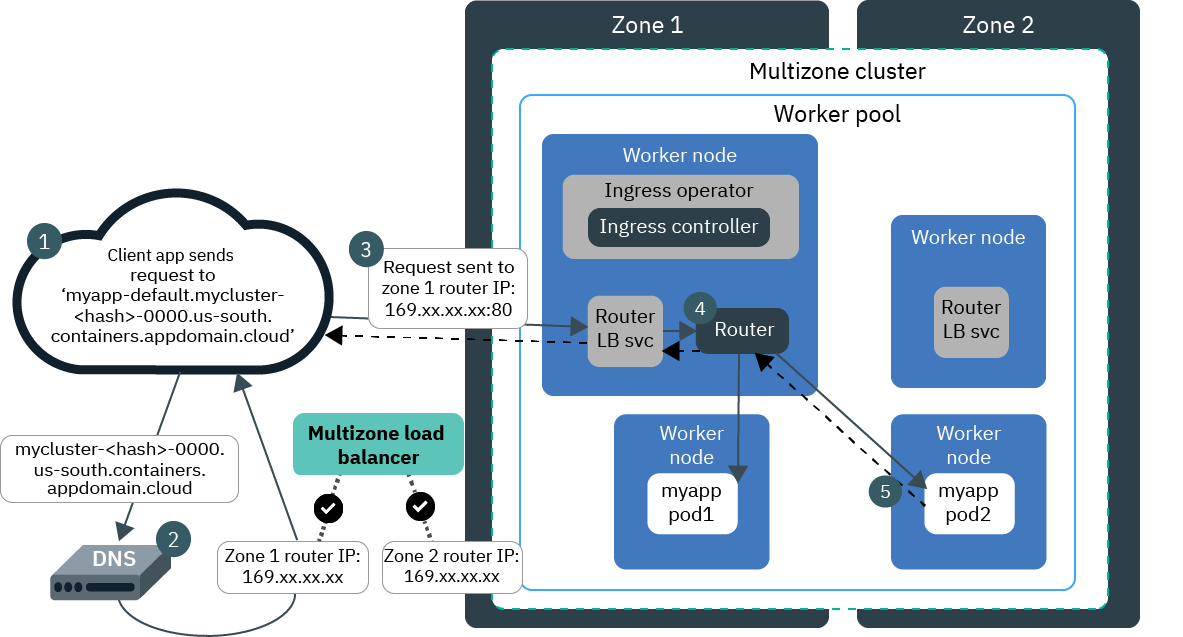 Zone 1
Zone 2
Multizone cluster
Worker pool
Worker node
Ingress operator
Ingress controller
1
Client app sends
request to
‘myapp-default.mycluster-
<hash>-0000.us-south.
containers.appdomain.cloud’
3
Request sent to
zone 1 router IP:
169.xx.xx.xx:80
Router
LB svc
4
Router
Worker node
Router
LB svc
mycluster-<hash>-0000.
us-south.containers.
appdomain.cloud
Multizone load
balancer
Worker
node
myapp
pod1
Worker
node
5
myapp
pod2
DNS
2
Zone 1 router IP:
169.xx.xx.xx
Zone 2 router IP:
169.xx.xx.xx